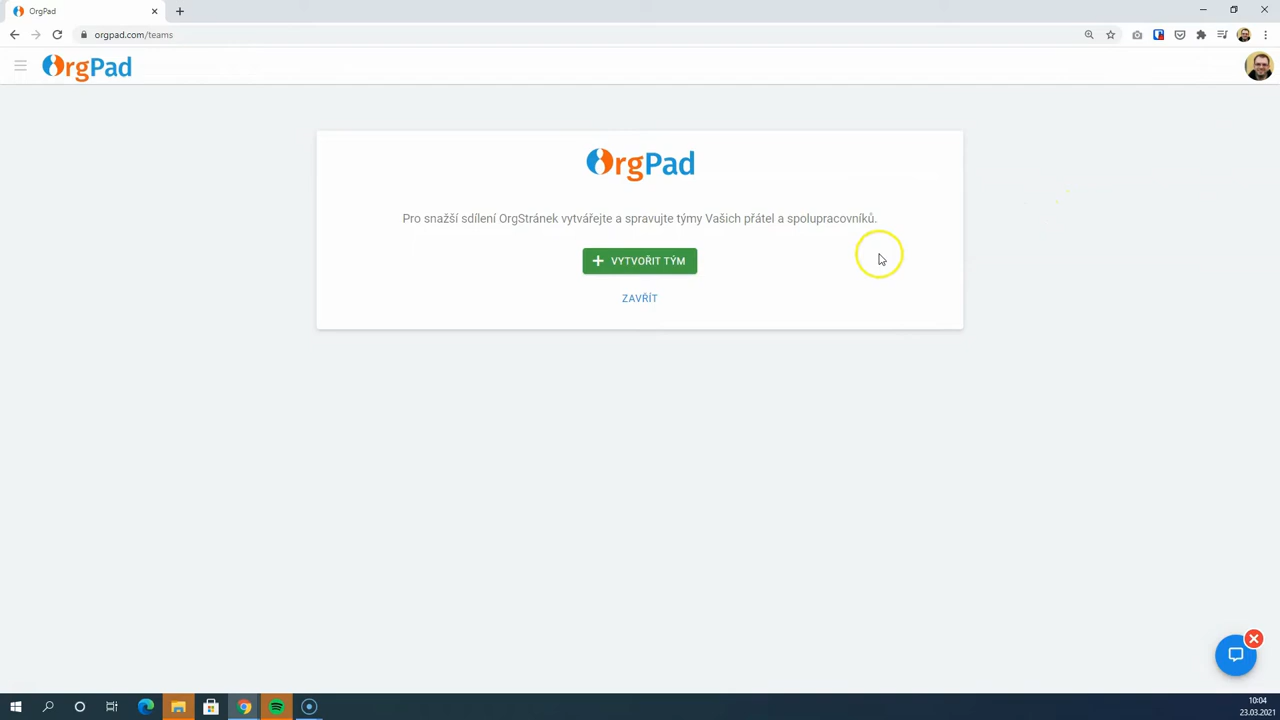 OrgPad
orgpad.com/teams
OrgPad
OrgPad
Pro snažší sdílení OrgStránek vytvářejte a spravujte týmy Vašich přátel a spolupracovníků.
+ VYTVOŘIT TÝM
ZAVŘÍT
10:04
23.03.2021